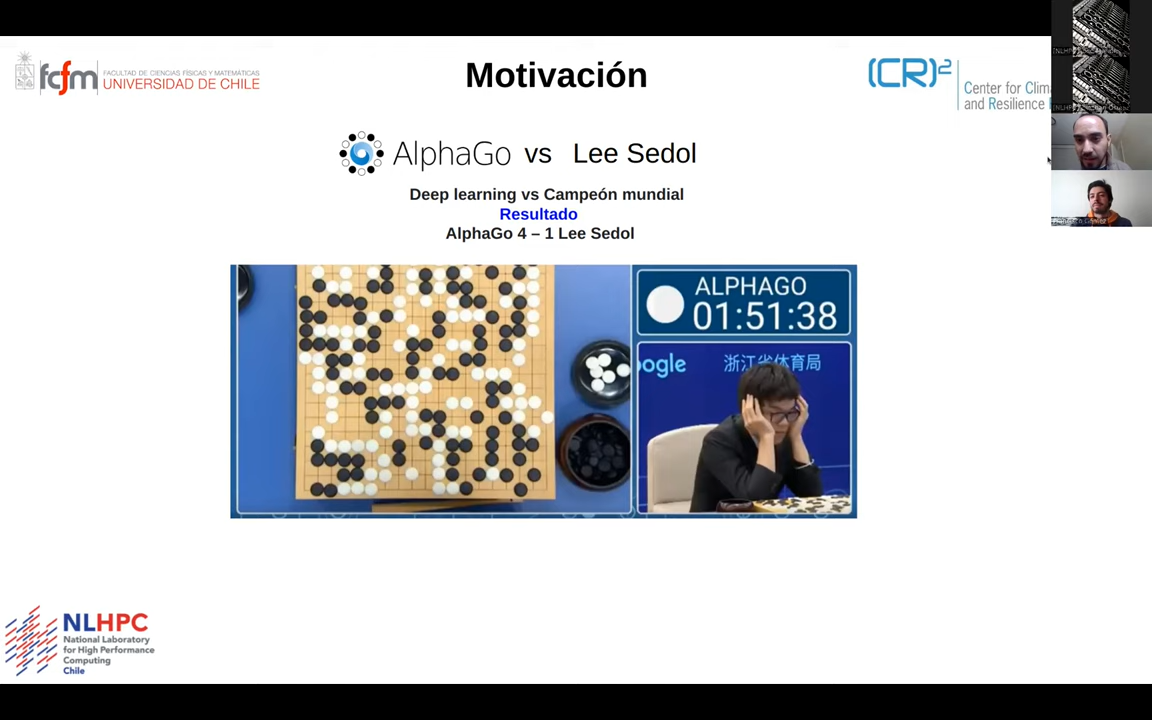 Motivación
fcfm
FACULTAD DE CIENCIAS FÍSICAS Y MATEMÁTICAS
UNIVERSIDAD DE CHILE
(CR)2
Center for Clim
and Resilience
AlphaGo vs Lee Sedol
Deep learning vs Campeón mundial
Resultado
AlphaGo 4 – 1 Lee Sedol
ALPHAGO
01:51:38
ogle
浙江省体育局
NLHPC
National Laboratory
for High Performance
Computing
Chile